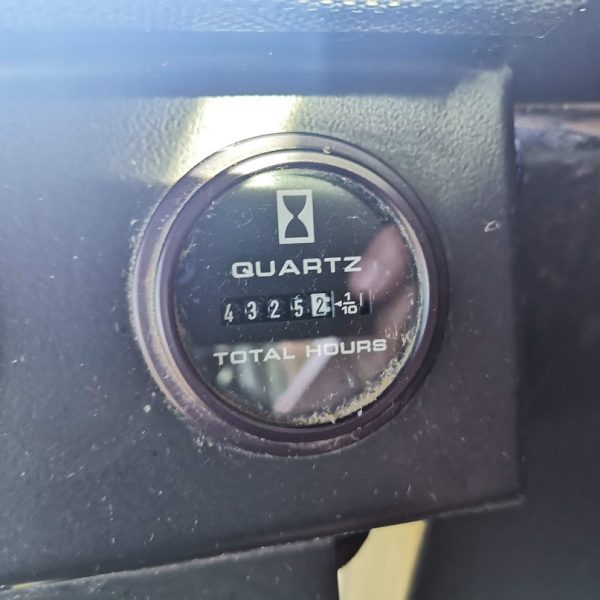 QUARTZ
43252 ◄1/10
TOTAL HOURS